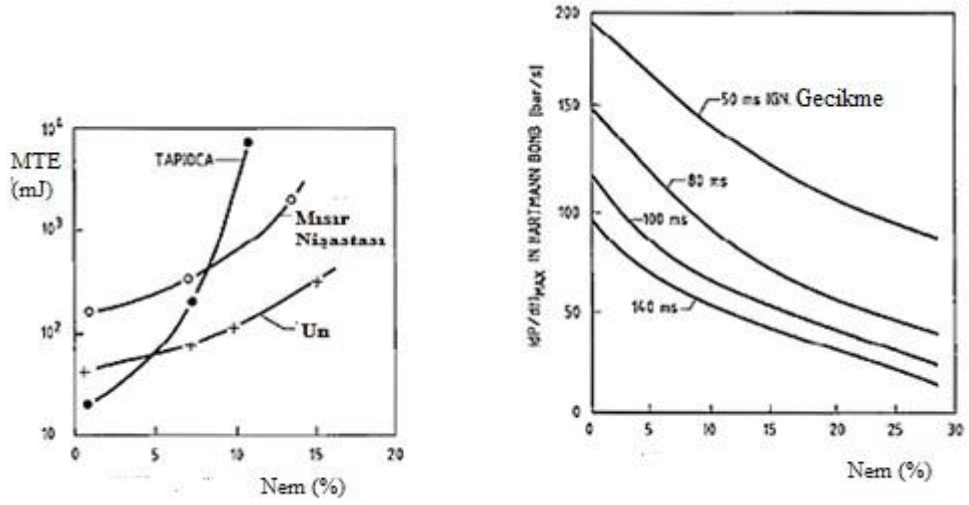 10⁴
MTE
(mJ)
10³
10²
10
TAPIOCA
Mısır
Nişastası
Un
0 5 10 15 20
Nem (%)
200
150
100
50
0
(dP/dt)MAX IN HARTMANN BOMB [bar/s]
50 ms IGN. Gecikme
80 ms
100 ms
140 ms
0 5 10 15 20 25 30
Nem (%)